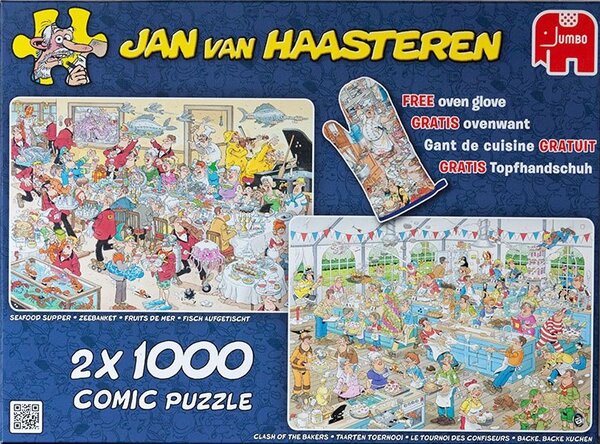 JAN VAN HAASTEREN
JUMBO
FREE oven glove
GRATIS ovenwant
Gant de cuisine GRATUIT
GRATIS Topfhandschuh
SEAFOOD SUPPER • ZEEBANKET • FRUITS DE MER • FISCH AUFGETISCHT
2X1000
COMIC PUZZLE
CLASH OF THE BAKERS • TAARTEN TOERNOOI • LE TOURNOI DES CONFISEURS • BACKE, BACKE KUCHEN